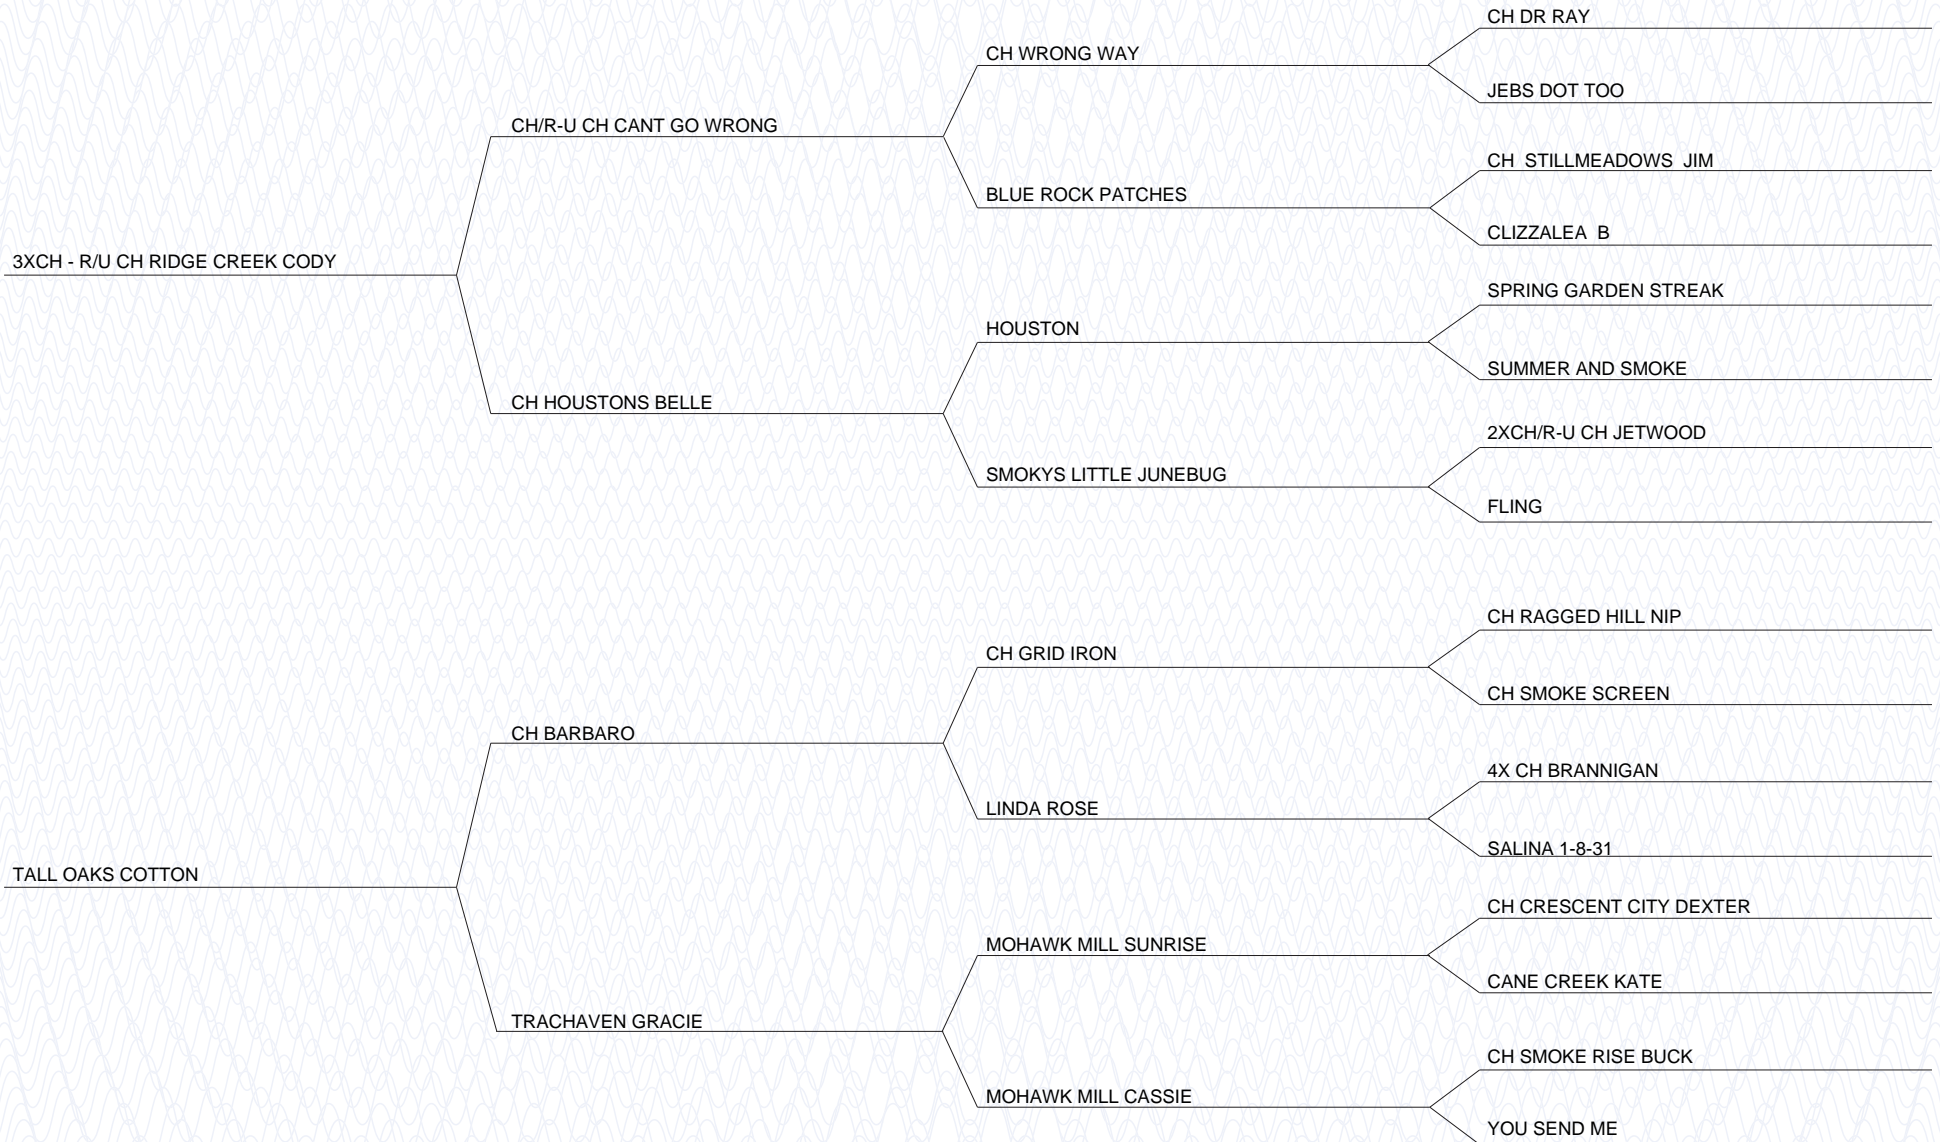 CH DR RAY
CH WRONG WAY
JEBS DOT TOO
CH/R-U CH CANT GO WRONG
CH  STILLMEADOWS  JIM
BLUE ROCK PATCHES
CLIZZALEA  B
3XCH - R/U CH RIDGE CREEK CODY
SPRING GARDEN STREAK
HOUSTON
SUMMER AND SMOKE
CH HOUSTONS BELLE
2XCH/R-U CH JETWOOD
SMOKYS LITTLE JUNEBUG
FLING
CH RAGGED HILL NIP
CH GRID IRON
CH SMOKE SCREEN
CH BARBARO
4X CH BRANNIGAN
LINDA ROSE
SALINA 1-8-31
TALL OAKS COTTON
CH CRESCENT CITY DEXTER
MOHAWK MILL SUNRISE
CANE CREEK KATE
TRACHAVEN GRACIE
CH SMOKE RISE BUCK
MOHAWK MILL CASSIE
YOU SEND ME